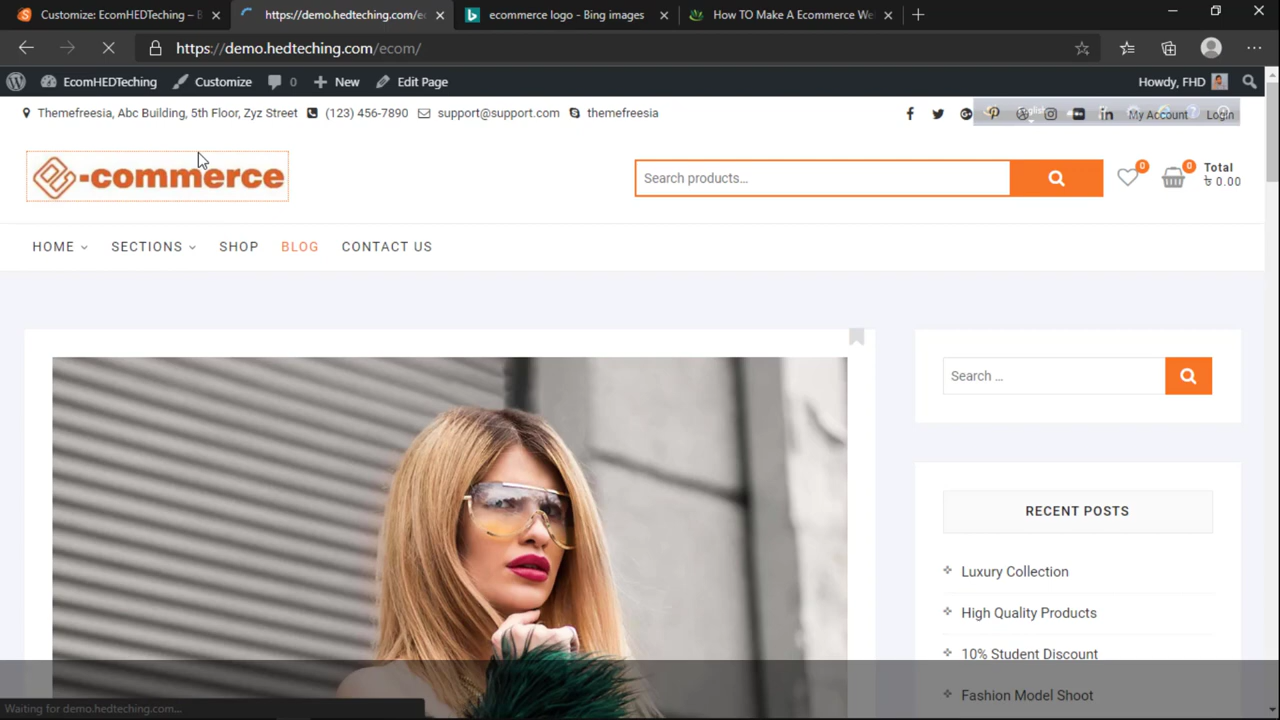 Customize: EcomHEDTeching – B
https://demo.hedteching.com/ec
ecommerce logo - Bing images
How TO Make A Ecommerce We
https://demo.hedteching.com/ecom/
EcomHEDTeching Customize 0 New Edit Page Howdy, FHD
Themefreesia, Abc Building, 5th Floor, Zyz Street (123) 456-7890 support@support.com themefreesia My Account Login
e-commerce
Search products…
0
0
Total
৳ 0.00
HOME SECTIONS SHOP BLOG CONTACT US
Search …
RECENT POSTS
Luxury Collection
High Quality Products
10% Student Discount
Fashion Model Shoot
Waiting for demo.hedteching.com...